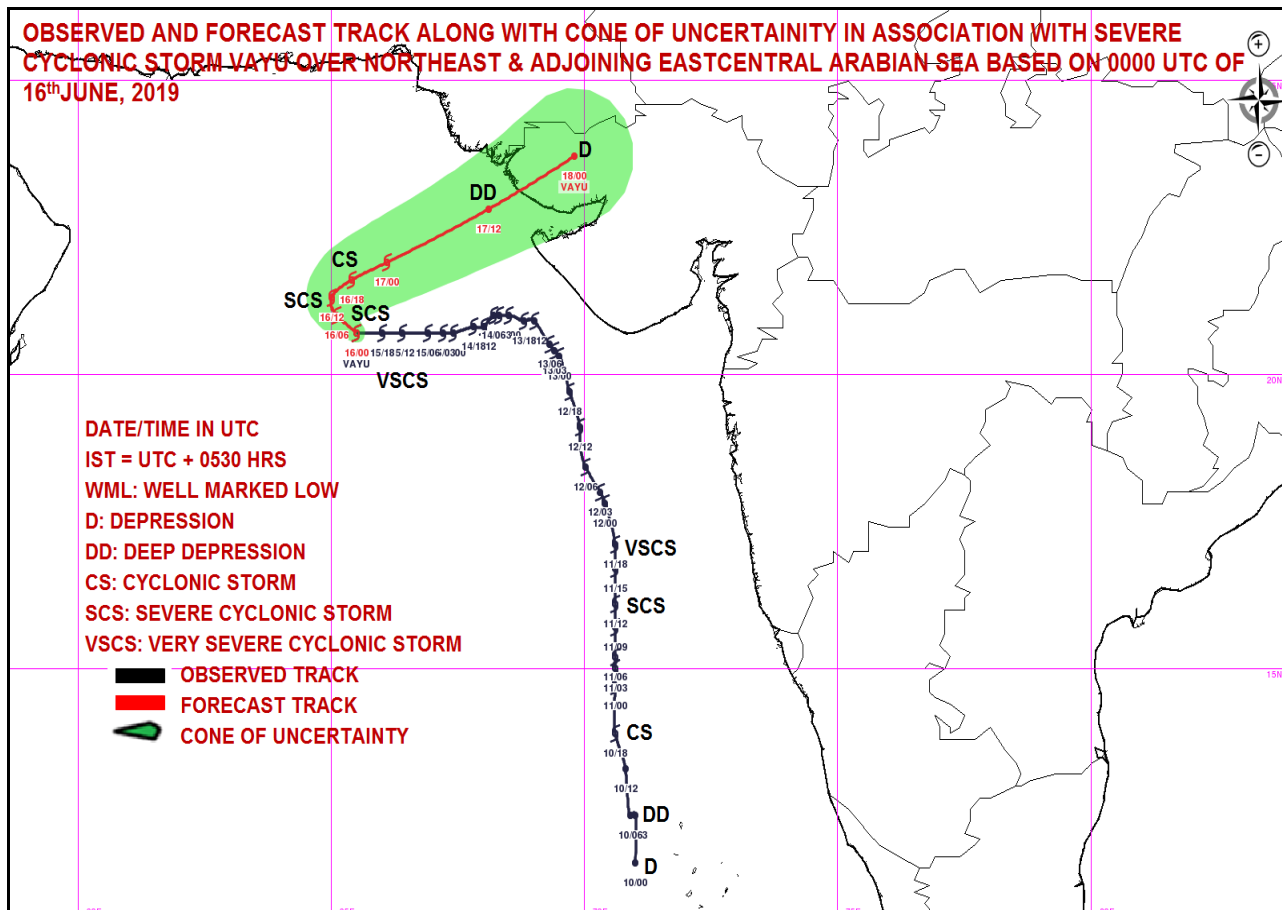 OBSERVED AND FORECAST TRACK ALONG WITH CONE OF UNCERTAINITY IN ASSOCIATION WITH SEVERE
CYCLONIC STORM VAYU OVER NORTHEAST & ADJOINING EASTCENTRAL ARABIAN SEA BASED ON 0000 UTC OF
16thJUNE, 2019
D
18/00
VAYU
DD
17/12
CS
17/00
SCS
16/18
16/12
SCS
16/06
16/00
VAYU
15/18
5/12
15/06
14/18
12
14/06
13/18
12
VSCS
13/06
13/03
13/00
20N
12/18
12/12
12/06
12/03
12/00
VSCS
11/18
11/15
SCS
11/12
11/09
11/06
15N
11/03
11/00
CS
10/18
10/12
DD
10/063
D
10/00
DATE/TIME IN UTC
IST = UTC + 0530 HRS
WML: WELL MARKED LOW
D: DEPRESSION
DD: DEEP DEPRESSION
CS: CYCLONIC STORM
SCS: SEVERE CYCLONIC STORM
VSCS: VERY SEVERE CYCLONIC STORM
OBSERVED TRACK
FORECAST TRACK
CONE OF UNCERTAINTY